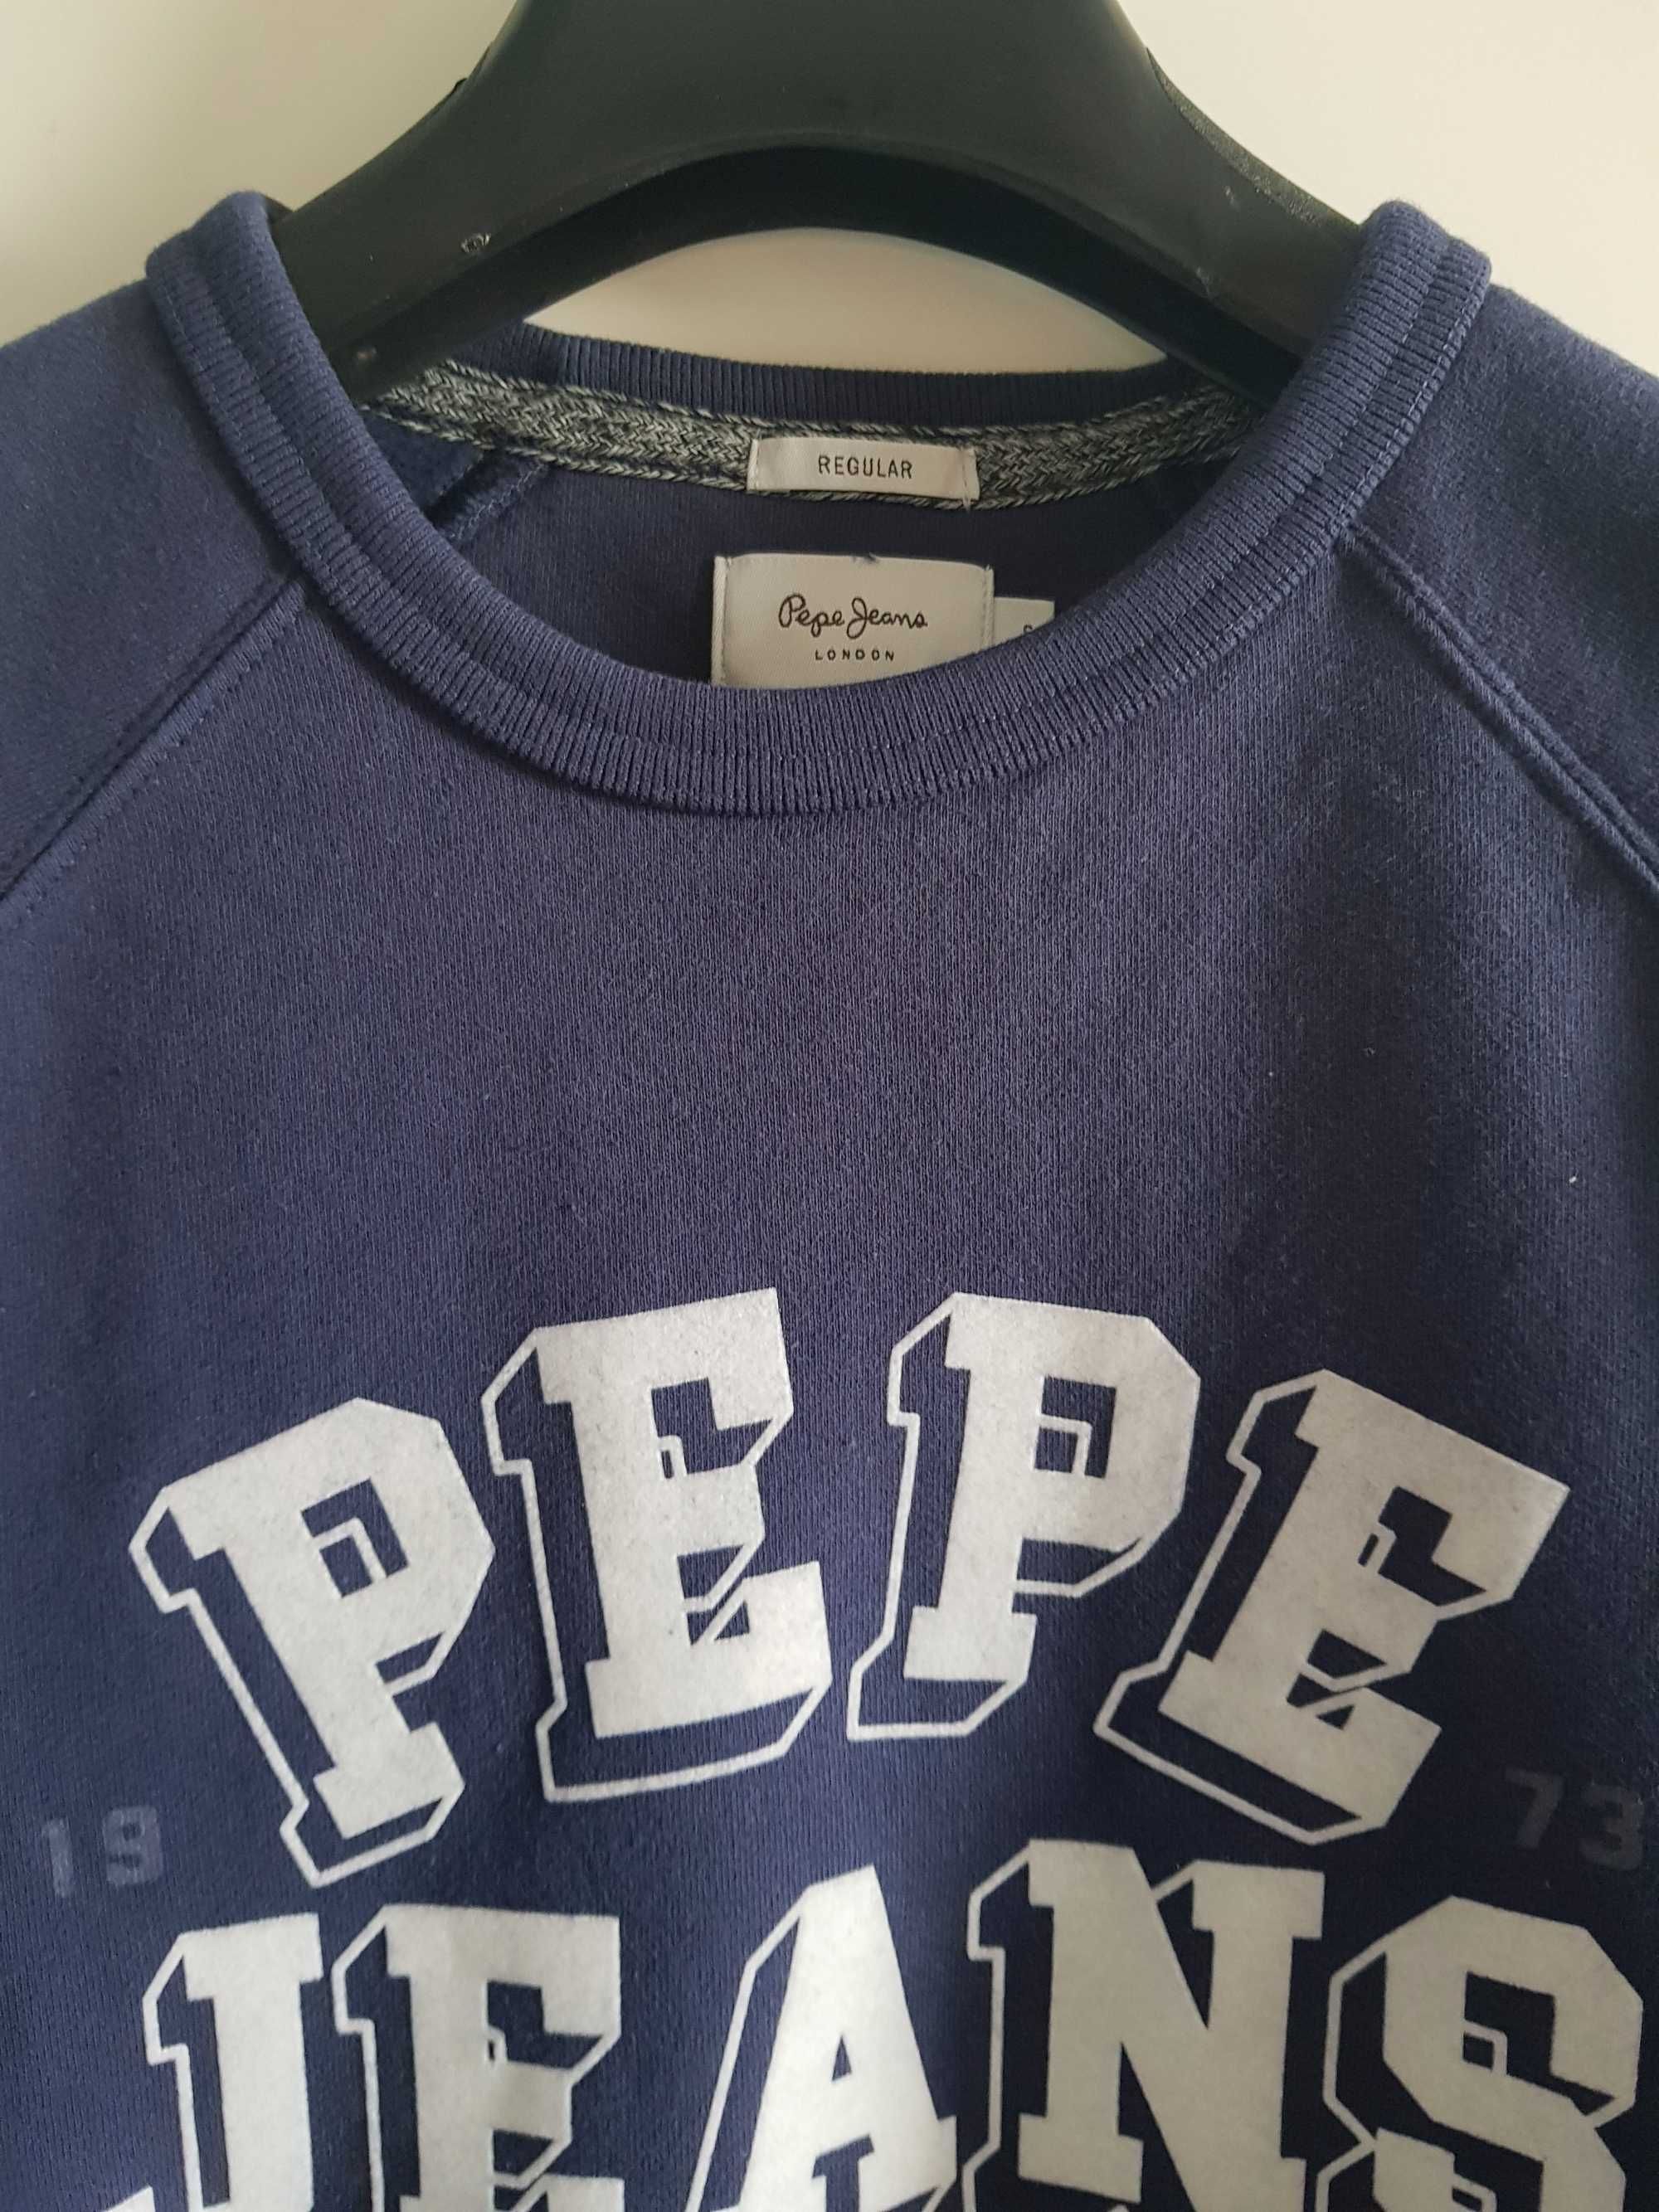 REGULAR
Pepe Jeans
LONDON
S
PEPE
19 73
JEANS